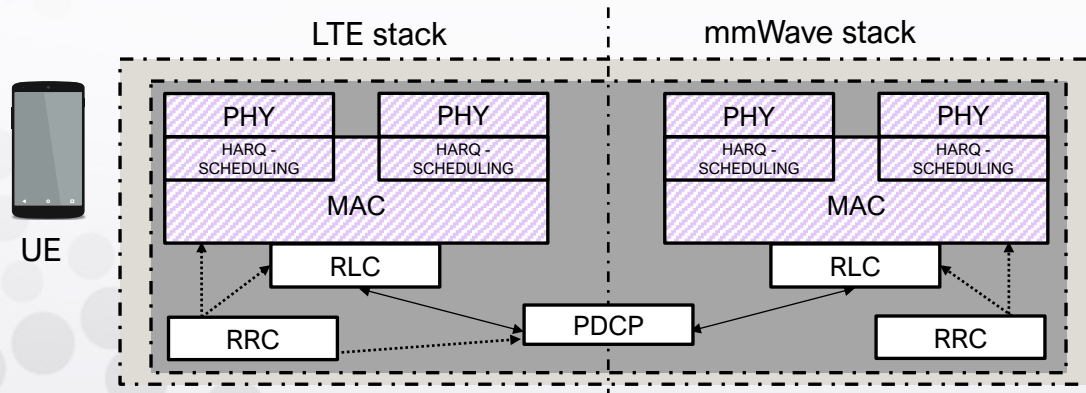 LTE stack
mmWave stack
PHY
PHY
PHY
PHY
HARQ -
SCHEDULING
HARQ -
SCHEDULING
HARQ -
SCHEDULING
HARQ -
SCHEDULING
MAC
MAC
UE
RLC
RLC
PDCP
RRC
RRC